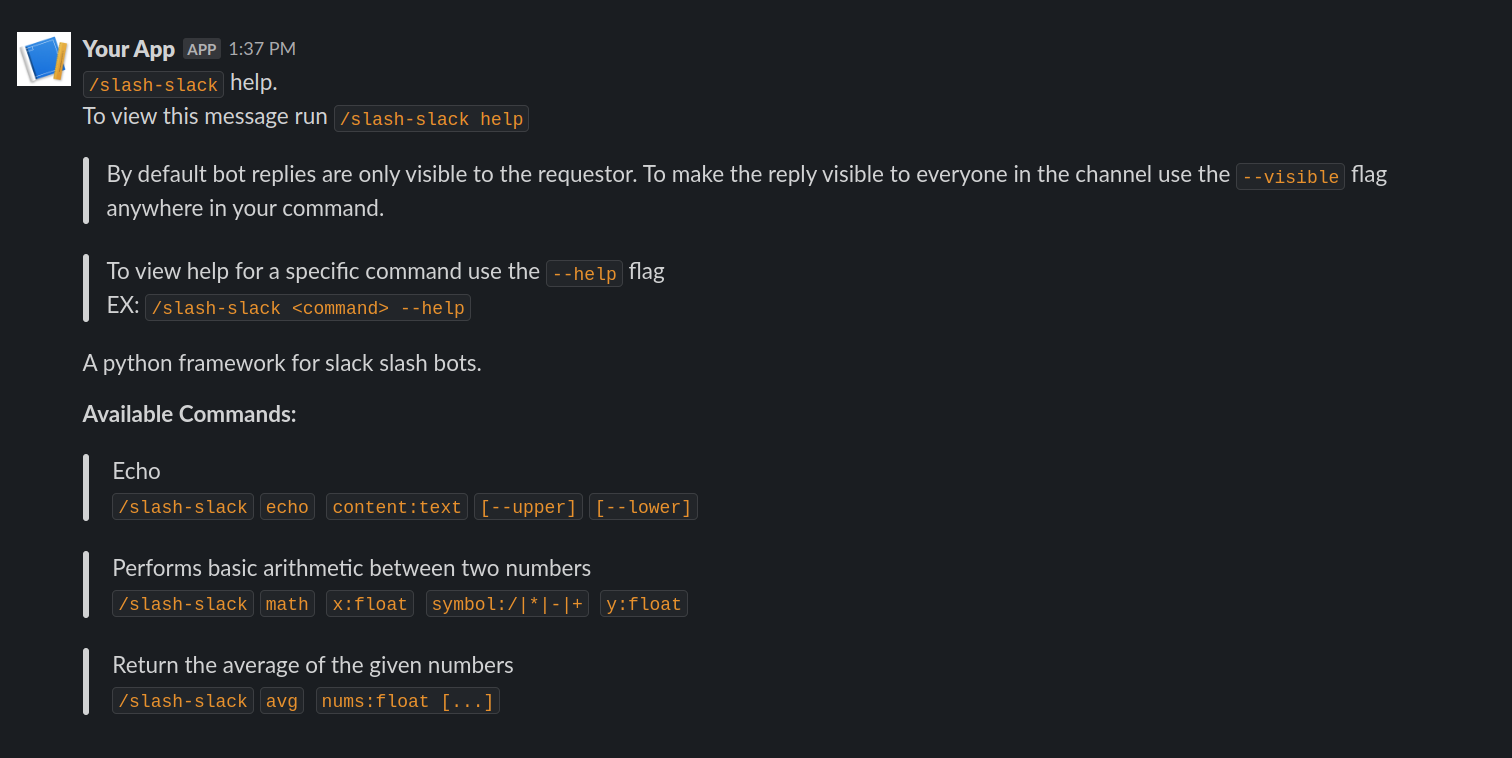 Your App APP 1:37 PM
/slash-slack help.
To view this message run /slash-slack help
By default bot replies are only visible to the requestor. To make the reply visible to everyone in the channel use the --visible flag
anywhere in your command.
To view help for a specific command use the --help flag
EX: /slash-slack <command> --help
A python framework for slack slash bots.
Available Commands:
Echo
/slash-slack echo content:text [--upper] [--lower]
Performs basic arithmetic between two numbers
/slash-slack math x:float symbol:/|*|-|+ y:float
Return the average of the given numbers
/slash-slack avg nums:float [...]